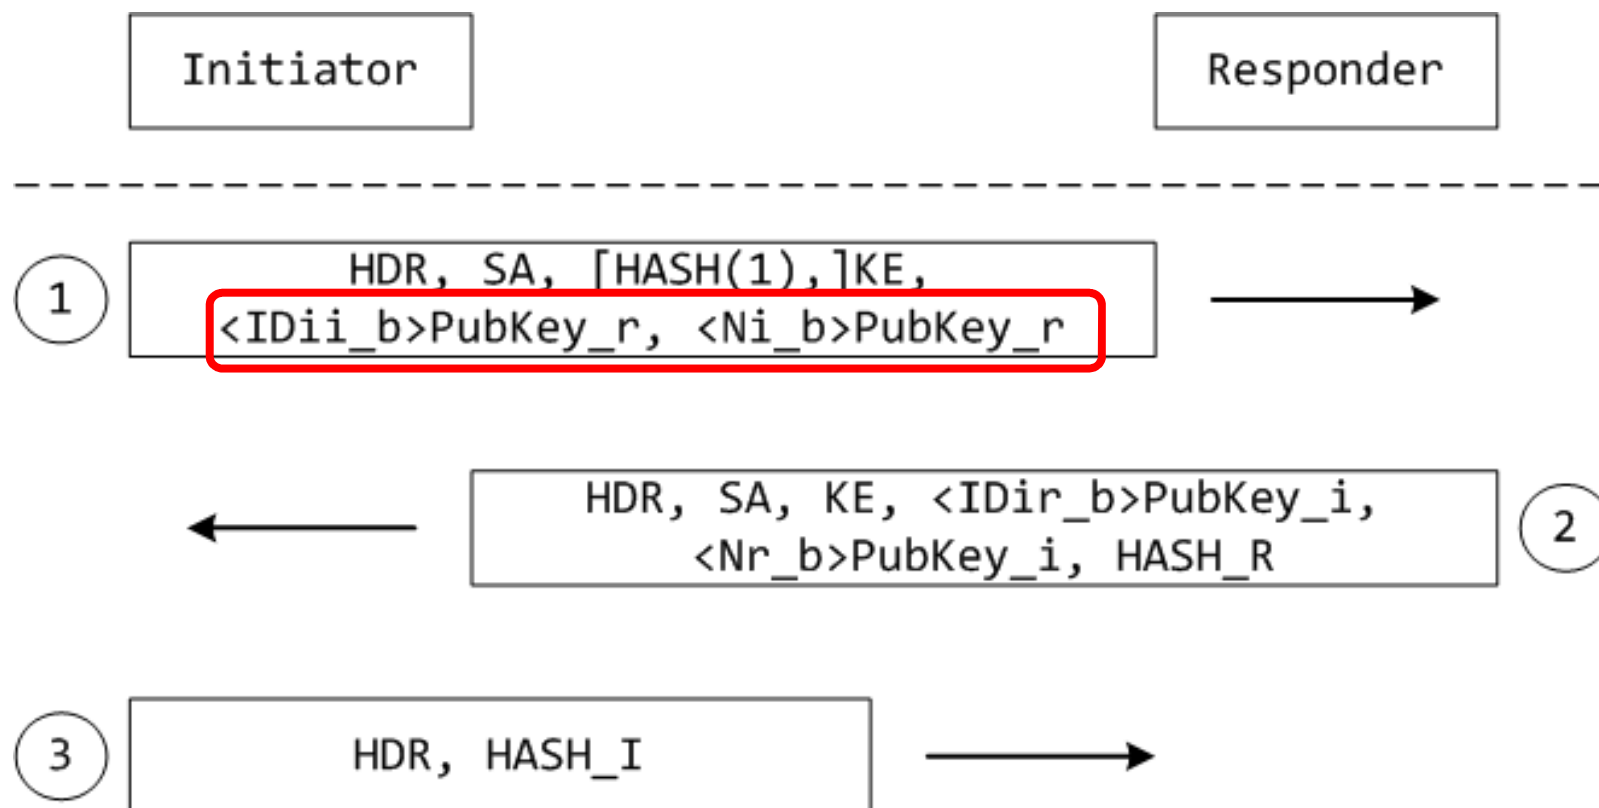 Initiator
Responder
1
HDR, SA, [HASH(1),]KE,
<IDii_b>PubKey_r, <Ni_b>PubKey_r
HDR, SA, KE, <IDir_b>PubKey_i,
<Nr_b>PubKey_i, HASH_R
2
3
HDR, HASH_I